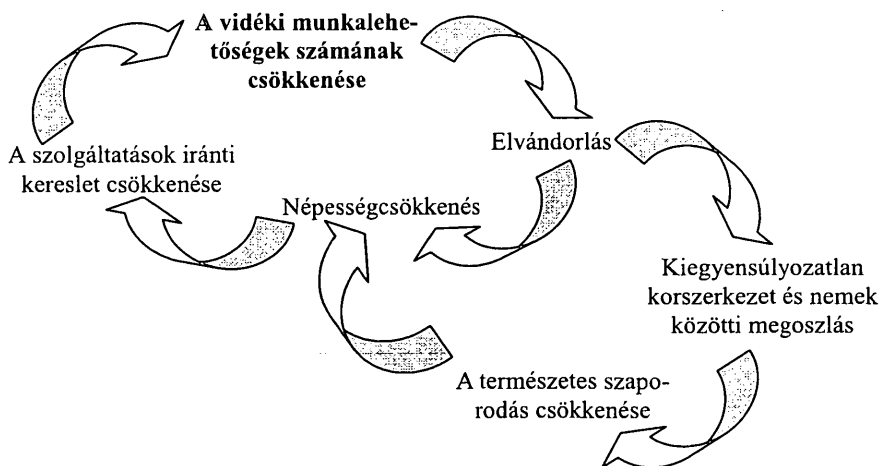 A vidéki munkalehe-
tőségek számának
csökkenése
Elvándorlás
A szolgáltatások iránti
kereslet csökkenése
Népességcsökkenés
Kiegyensúlyozatlan
korszerkezet és nemek
közötti megoszlás
A természetes szapo-
rodás csökkenése